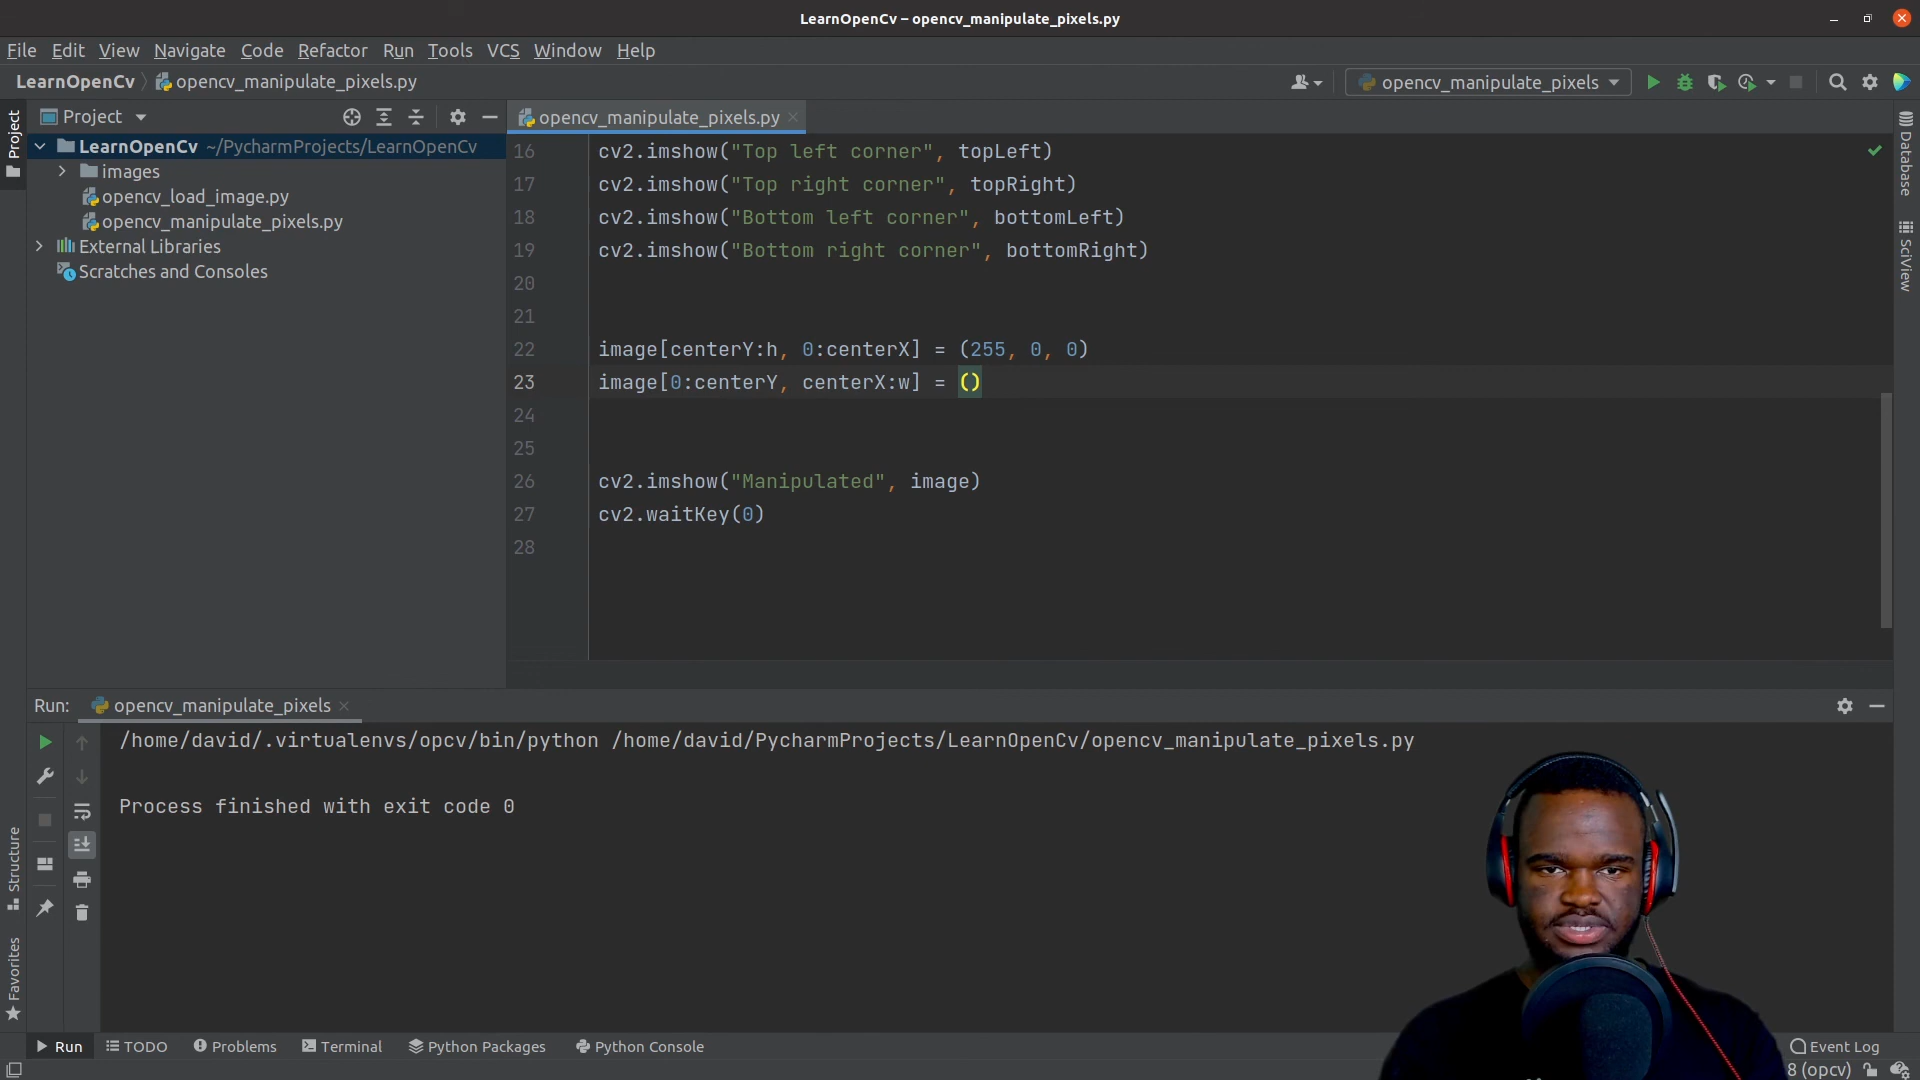 LearnOpenCv – opencv_manipulate_pixels.py
File Edit View Navigate Code Refactor Run Tools VCS Window Help
LearnOpenCv opencv_manipulate_pixels.py
opencv_manipulate_pixels
Project
Project
opencv_manipulate_pixels.py
LearnOpenCv ~/PycharmProjects/LearnOpenCv
images
opencv_load_image.py
opencv_manipulate_pixels.py
External Libraries
Scratches and Consoles
16 cv2.imshow("Top left corner", topLeft)
17 cv2.imshow("Top right corner", topRight)
18 cv2.imshow("Bottom left corner", bottomLeft)
19 cv2.imshow("Bottom right corner", bottomRight)
20
21
22 image[centerY:h, 0:centerX] = (255, 0, 0)
23 image[0:centerY, centerX:w] = ()
24
25
26 cv2.imshow("Manipulated", image)
27 cv2.waitKey(0)
28
Database
SciView
Run: opencv_manipulate_pixels
/home/david/.virtualenvs/opcv/bin/python /home/david/PycharmProjects/LearnOpenCv/opencv_manipulate_pixels.py
Process finished with exit code 0
Structure
Favorites
Run TODO Problems Terminal Python Packages Python Console Event Log
8 (opcv)